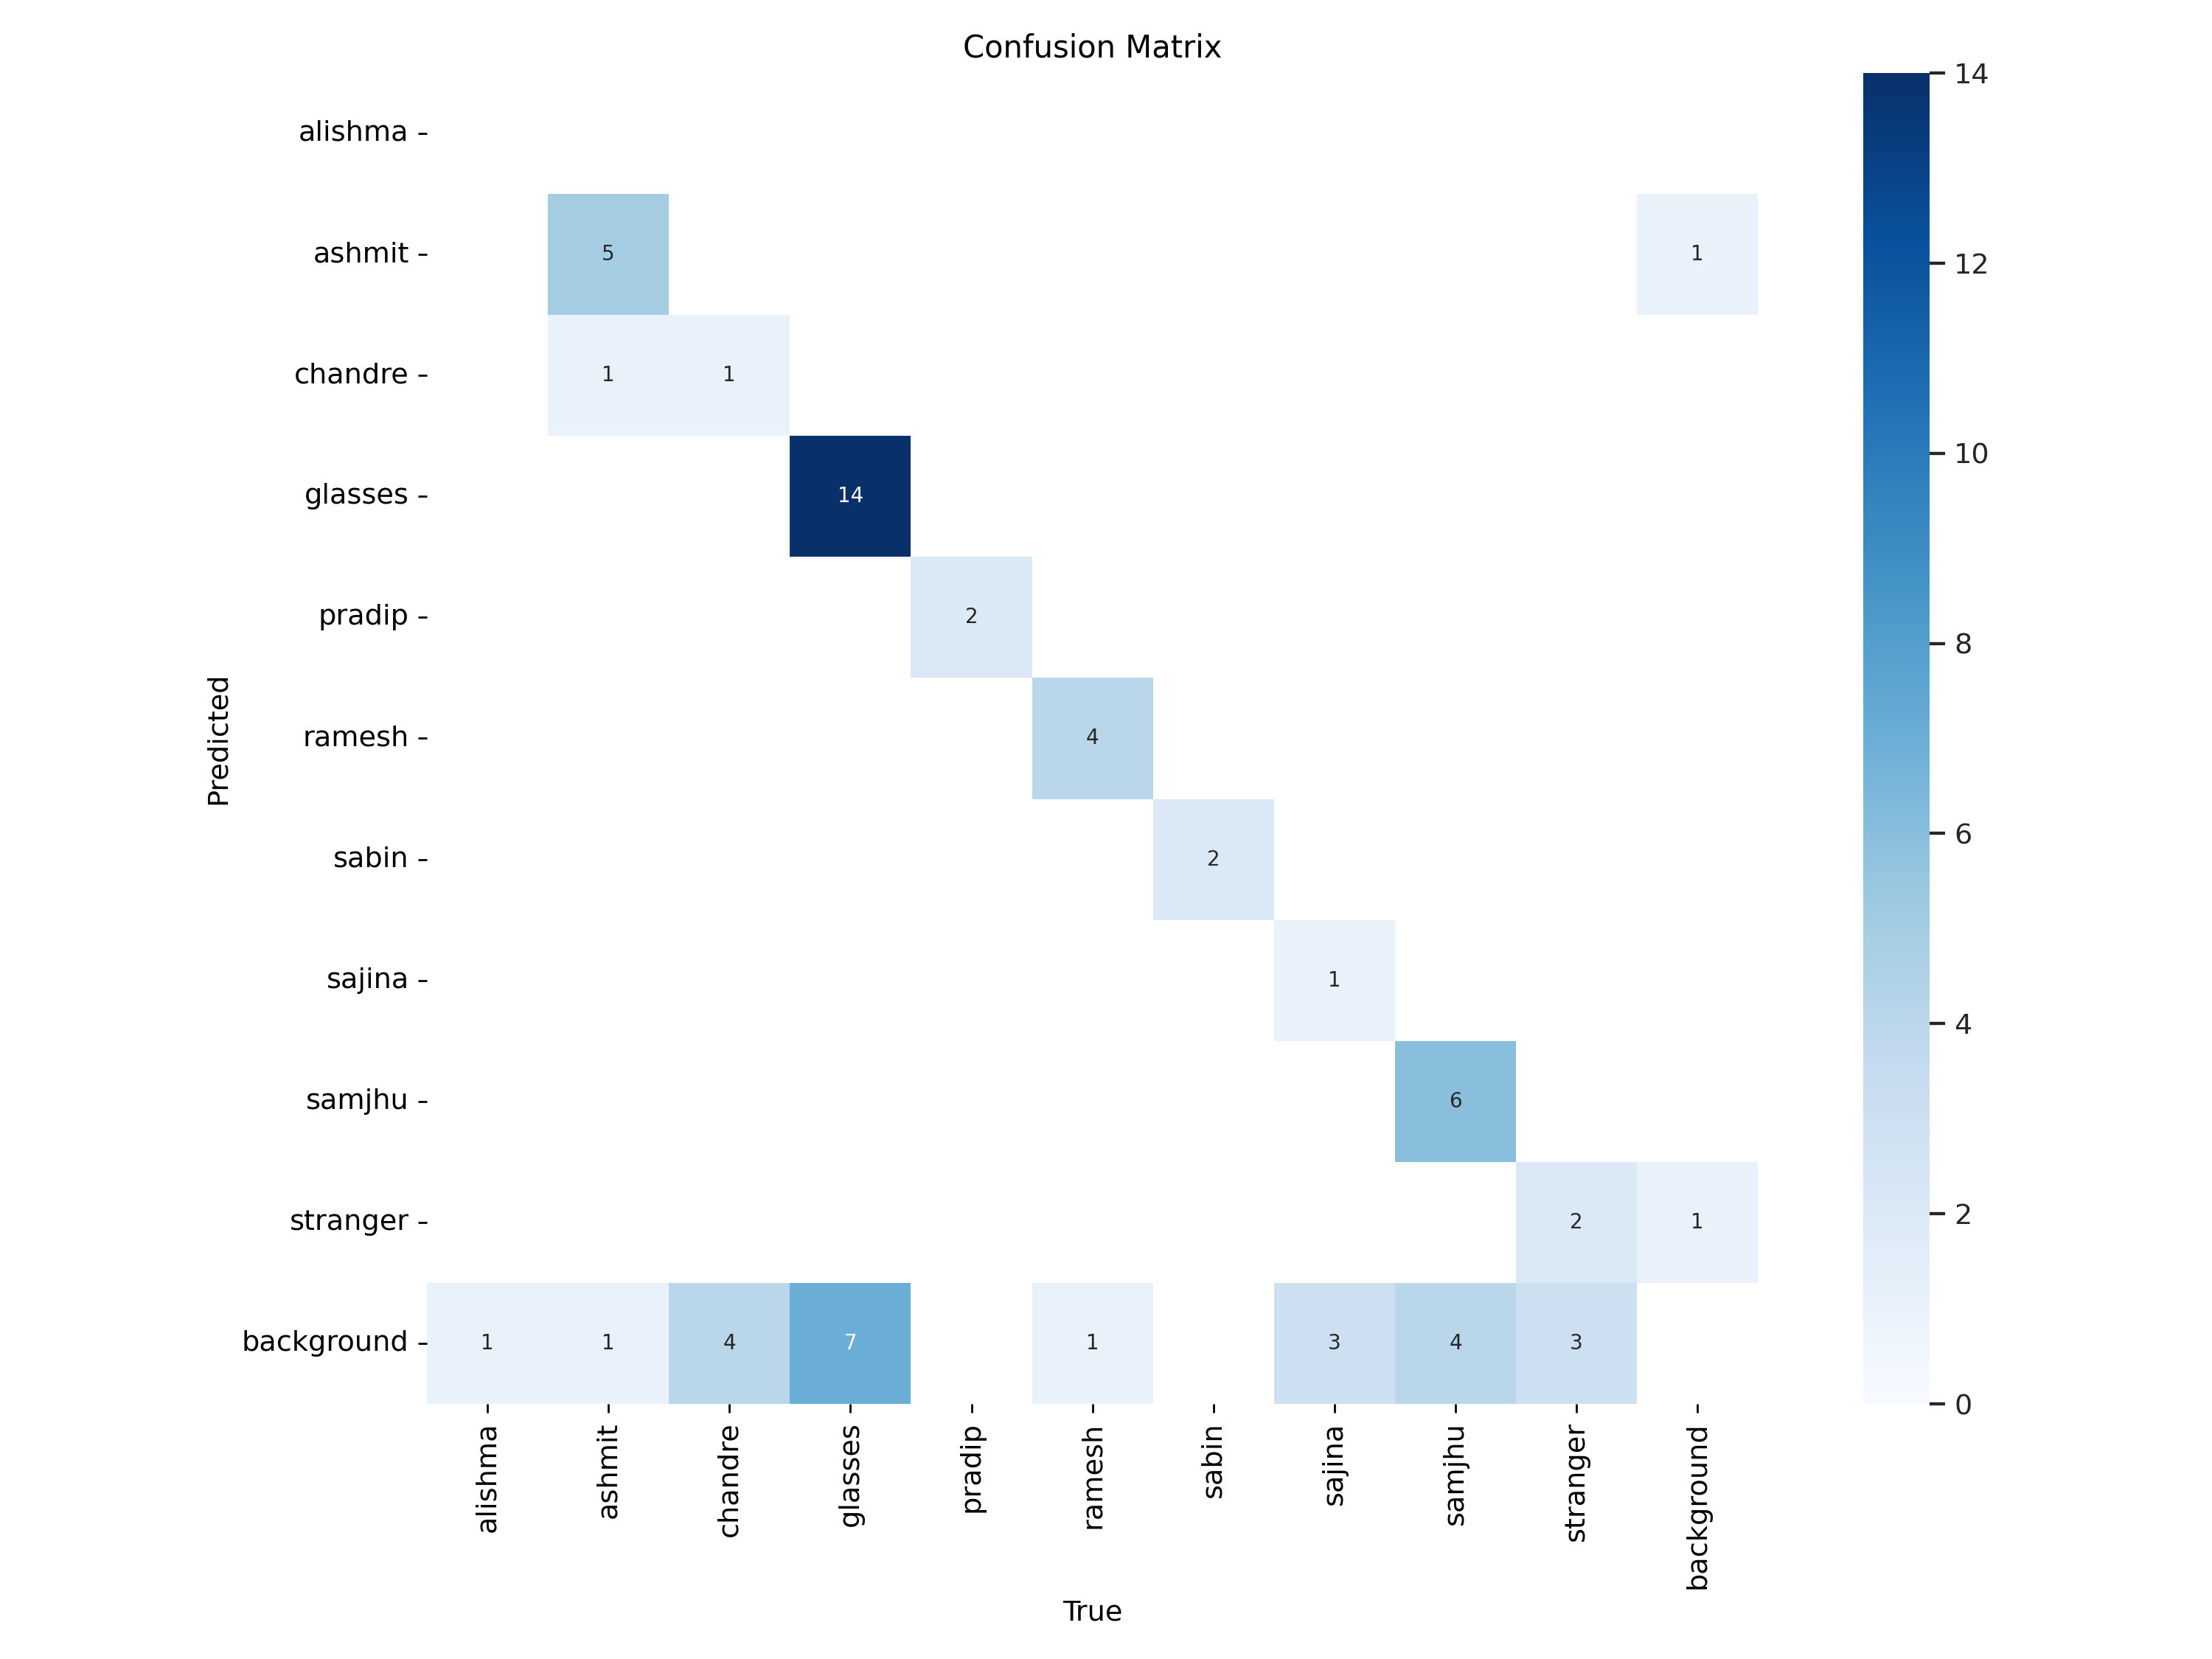 Confusion Matrix
alishma
ashmit 5 1
chandre 1 1
glasses 14
pradip 2
ramesh 4
sabin 2
sajina 1
samjhu 6
stranger 2 1
background 1 1 4 7 1 3 4 3
alishma ashmit chandre glasses pradip ramesh sabin sajina samjhu stranger background
True
Predicted
14
12
10
8
6
4
2
0